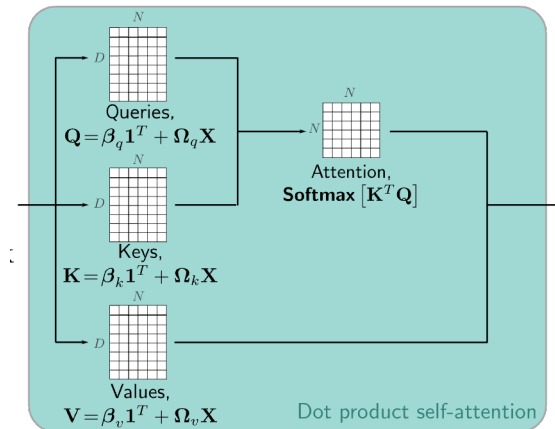 N
D
Queries,
Q=β_q1^T + Ω_qX
N
N
Attention,
Softmax [K^TQ]
N
D
Keys,
K=β_k1^T + Ω_kX
N
D
Values,
V=β_v1^T + Ω_vX
Dot product self-attention